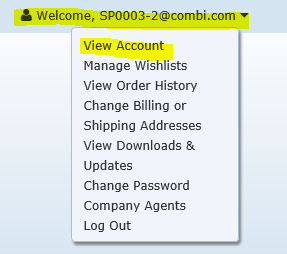 Welcome, SP0003-2@combi.com
View Account
Manage Wishlists
View Order History
Change Billing or
Shipping Addresses
View Downloads &
Updates
Change Password
Company Agents
Log Out